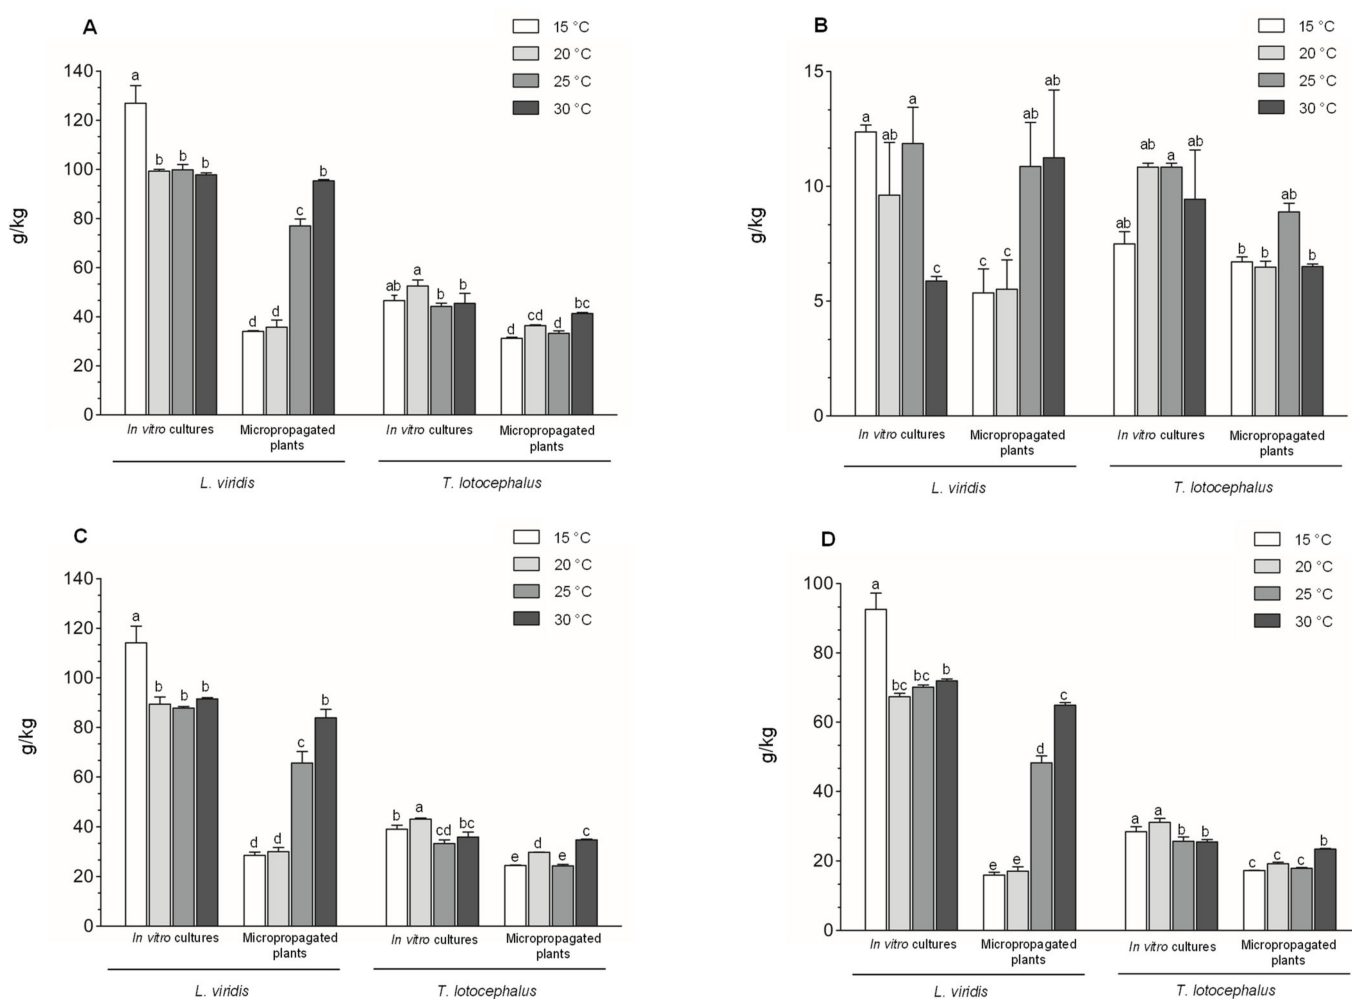 A
15 °C
20 °C
25 °C
30 °C
140
120
100
80
60
40
20
0
g/kg
a
b
b
b
d
d
c
b
ab
a
b
b
d
cd
d
bc
In vitro cultures
Micropropagated
plants
In vitro cultures
Micropropagated
plants
L. viridis
T. lotocephalus
B
15 °C
20 °C
25 °C
30 °C
15
10
5
0
g/kg
a
ab
a
c
c
c
ab
ab
ab
ab
a
ab
b
b
ab
b
In vitro cultures
Micropropagated
plants
In vitro cultures
Micropropagated
plants
L. viridis
T. lotocephalus
C
15 °C
20 °C
25 °C
30 °C
140
120
100
80
60
40
20
0
g/kg
a
b
b
b
d
d
c
b
b
a
cd
bc
e
d
e
c
In vitro cultures
Micropropagated
plants
In vitro cultures
Micropropagated
plants
L. viridis
T. lotocephalus
D
15 °C
20 °C
25 °C
30 °C
100
80
60
40
20
0
g/kg
a
bc
bc
b
e
e
d
c
a
a
b
b
c
c
c
b
In vitro cultures
Micropropagated
plants
In vitro cultures
Micropropagated
plants
L. viridis
T. lotocephalus